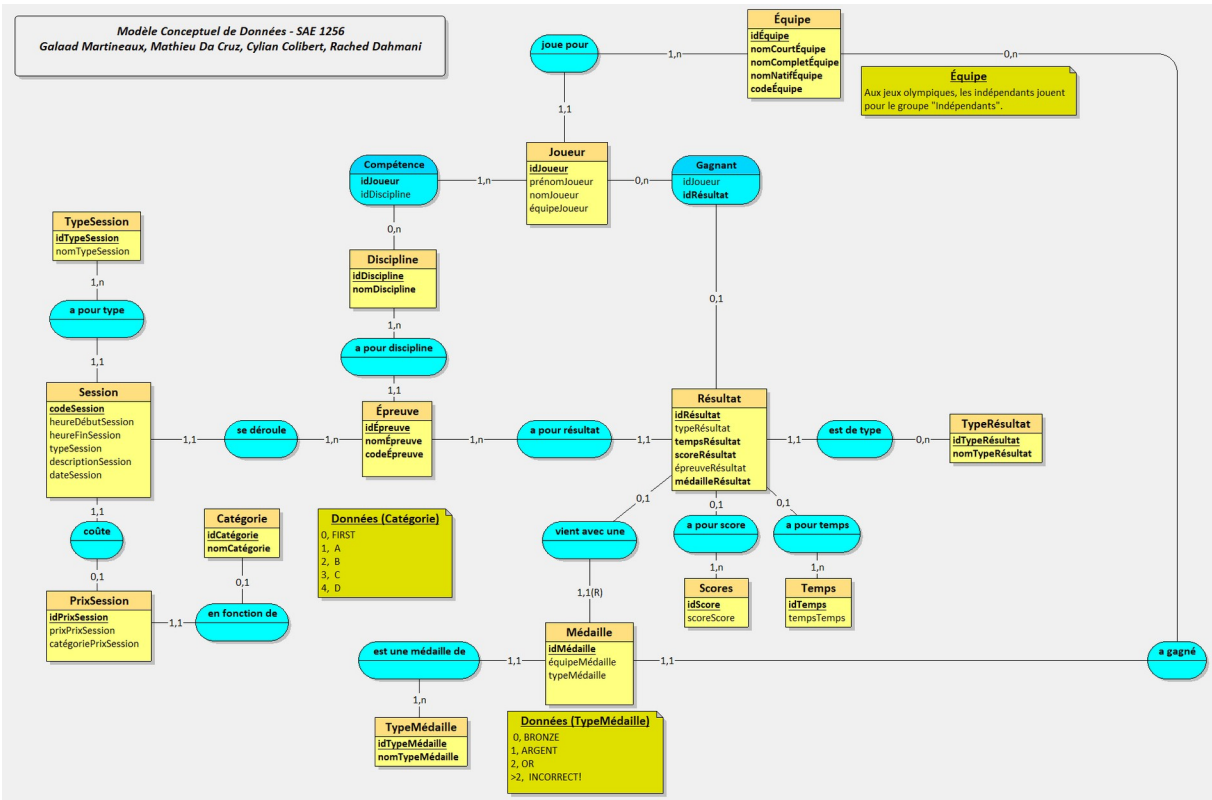 Modèle Conceptuel de Données - SAE 1256
Galaad Martineaux, Mathieu Da Cruz, Cylian Colibert, Rached Dahmani
joue pour
1,n
Équipe
idÉquipe
nomCourtÉquipe
nomCompletÉquipe
nomNatifÉquipe
codeÉquipe
0,n
Équipe
Aux jeux olympiques, les indépendants jouent
pour le groupe "Indépendants".
1,1
Joueur
idJoueur
prénomJoueur
nomJoueur
équipeJoueur
Compétence
idJoueur
idDiscipline
1,n
0,n
Gagnant
idJoueur
idRésultat
0,n
0,1
TypeSession
idTypeSession
nomTypeSession
1,n
a pour type
1,1
Discipline
idDiscipline
nomDiscipline
1,n
a pour discipline
1,1
Session
codeSession
heureDébutSession
heureFinSession
typeSession
descriptionSession
dateSession
1,1
se déroule
1,n
Épreuve
idÉpreuve
nomÉpreuve
codeÉpreuve
1,n
a pour résultat
1,1
Résultat
idRésultat
typeRésultat
tempsRésultat
scoreRésultat
épreuveRésultat
médailleRésultat
1,1
est de type
0,n
TypeRésultat
idTypeRésultat
nomTypeRésultat
1,1
coûte
0,1
PrixSession
idPrixSession
prixPrixSession
catégoriePrixSession
1,1
en fonction de
0,1
Catégorie
idCatégorie
nomCatégorie
Données (Catégorie)
0, FIRST
1, A
2, B
3, C
4, D
0,1
vient avec une
1,1(R)
0,1
a pour score
1,n
Scores
idScore
scoreScore
0,1
a pour temps
1,n
Temps
idTemps
tempsTemps
Médaille
idMédaille
équipeMédaille
typeMédaille
1,1
a gagné
1,1
est une médaille de
1,n
TypeMédaille
idTypeMédaille
nomTypeMédaille
Données (TypeMédaille)
0, BRONZE
1, ARGENT
2, OR
>2, INCORRECT!